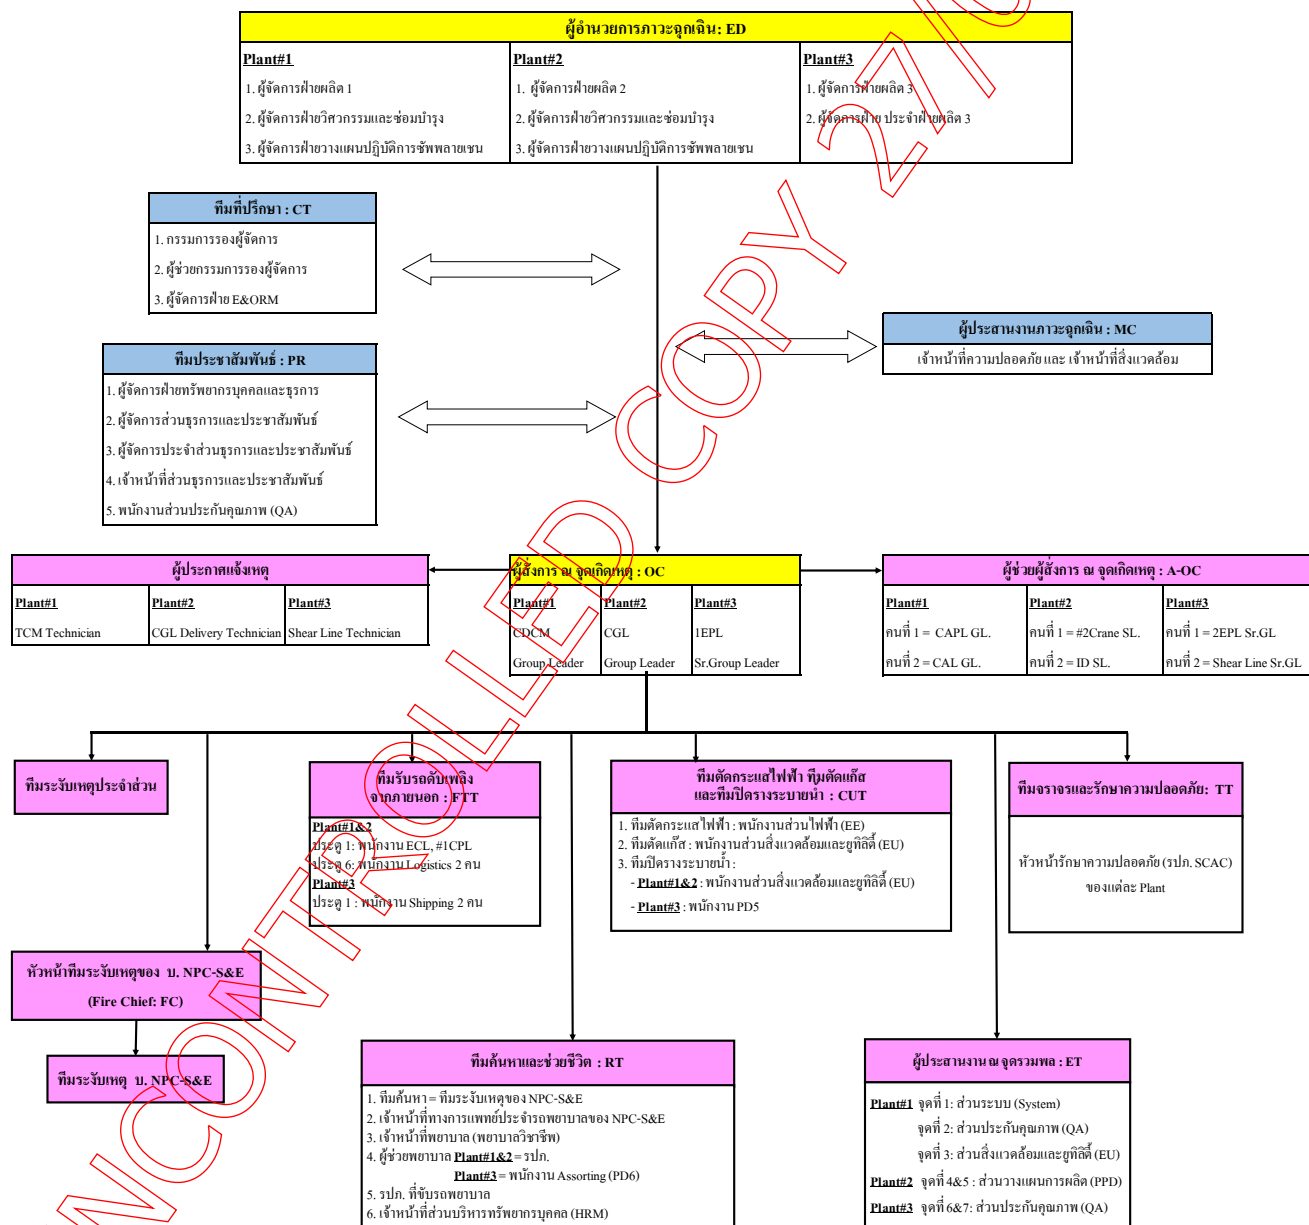 ผู้อำนวยการภาวะฉุกเฉิน: ED
Plant#1
1. ผู้จัดการฝ่ายผลิต 1
2. ผู้จัดการฝ่ายวิศวกรรมและซ่อมบำรุง
3. ผู้จัดการฝ่ายวางแผนปฏิบัติการซัพพลายเชน
Plant#2
1. ผู้จัดการฝ่ายผลิต 2
2. ผู้จัดการฝ่ายวิศวกรรมและซ่อมบำรุง
3. ผู้จัดการฝ่ายวางแผนปฏิบัติการซัพพลายเชน
Plant#3
1. ผู้จัดการฝ่ายผลิต 3
2. ผู้จัดการฝ่าย ประจำฝ่ายผลิต 3
ทีมที่ปรึกษา : CT
1. กรรมการรองผู้จัดการ
2. ผู้ช่วยกรรมการรองผู้จัดการ
3. ผู้จัดการฝ่าย E&ORM
ผู้ประสานงานภาวะฉุกเฉิน : MC
เจ้าหน้าที่ความปลอดภัย และ เจ้าหน้าที่สิ่งแวดล้อม
ทีมประชาสัมพันธ์ : PR
1. ผู้จัดการฝ่ายทรัพยากรบุคคลและธุรการ
2. ผู้จัดการส่วนธุรการและประชาสัมพันธ์
3. ผู้จัดการประจำส่วนธุรการและประชาสัมพันธ์
4. เจ้าหน้าที่ส่วนธุรการและประชาสัมพันธ์
5. พนักงานส่วนประกันคุณภาพ (QA)
ผู้ประกาศแจ้งเหตุ
Plant#1
TCM Technician
Plant#2
CGL Delivery Technician
Plant#3
Shear Line Technician
ผู้สั่งการ ณ จุดเกิดเหตุ : OC
Plant#1
CDCM
Group Leader
Plant#2
CGL
Group Leader
Plant#3
1EPL
Sr.Group Leader
ผู้ช่วยผู้สั่งการ ณ จุดเกิดเหตุ : A-OC
Plant#1
คนที่ 1 = CAPL GL.
คนที่ 2 = CAL GL.
Plant#2
คนที่ 1 = #2Crane SL.
คนที่ 2 = ID SL.
Plant#3
คนที่ 1 = 2EPL Sr.GL
คนที่ 2 = Shear Line Sr.GL
ทีมระงับเหตุประจำส่วน
ทีมรับรถดับเพลิง
จากภายนอก : FTT
Plant#1&2
ประตู 1: พนักงาน ECL, #1CPL
ประตู 6: พนักงาน Logistics 2 คน
Plant#3
ประตู 1 : พนักงาน Shipping 2 คน
ทีมตัดกระแสไฟฟ้า ทีมตัดแก๊ส
และทีมปิดรางระบายน้ำ : CUT
1. ทีมตัดกระแสไฟฟ้า : พนักงานส่วนไฟฟ้า (EE)
2. ทีมตัดแก๊ส : พนักงานส่วนสิ่งแวดล้อมและยูทิลิตี้ (EU)
3. ทีมปิดรางระบายน้ำ :
- Plant#1&2 : พนักงานส่วนสิ่งแวดล้อมและยูทิลิตี้ (EU)
- Plant#3 : พนักงาน PD5
ทีมจราจรและรักษาความปลอดภัย: TT
หัวหน้ารักษาความปลอดภัย (รปภ. SCAC)
ของแต่ละ Plant
หัวหน้าทีมระงับเหตุของ บ. NPC-S&E
(Fire Chief: FC)
ทีมระงับเหตุ บ. NPC-S&E
ทีมค้นหาและช่วยชีวิต : RT
1. ทีมค้นหา = ทีมระงับเหตุของ NPC-S&E
2. เจ้าหน้าที่ทางการแพทย์ประจำรถพยาบาลของ NPC-S&E
3. เจ้าหน้าที่พยาบาล (พยาบาลวิชาชีพ)
4. ผู้ช่วยพยาบาล Plant#1&2 = รปภ.
Plant#3 = พนักงาน Assorting (PD6)
5. รปภ. ที่ขับรถพยาบาล
6. เจ้าหน้าที่ส่วนบริหารทรัพยากรบุคคล (HRM)
ผู้ประสานงาน ณ จุดรวมพล : ET
Plant#1 จุดที่ 1: ส่วนระบบ (System)
จุดที่ 2: ส่วนประกันคุณภาพ (QA)
จุดที่ 3: ส่วนสิ่งแวดล้อมและยูทิลิตี้ (EU)
Plant#2 จุดที่ 4&5 : ส่วนวางแผนการผลิต (PPD)
Plant#3 จุดที่ 6&7: ส่วนประกันคุณภาพ (QA)
UNCONTROLLED COPY 27/